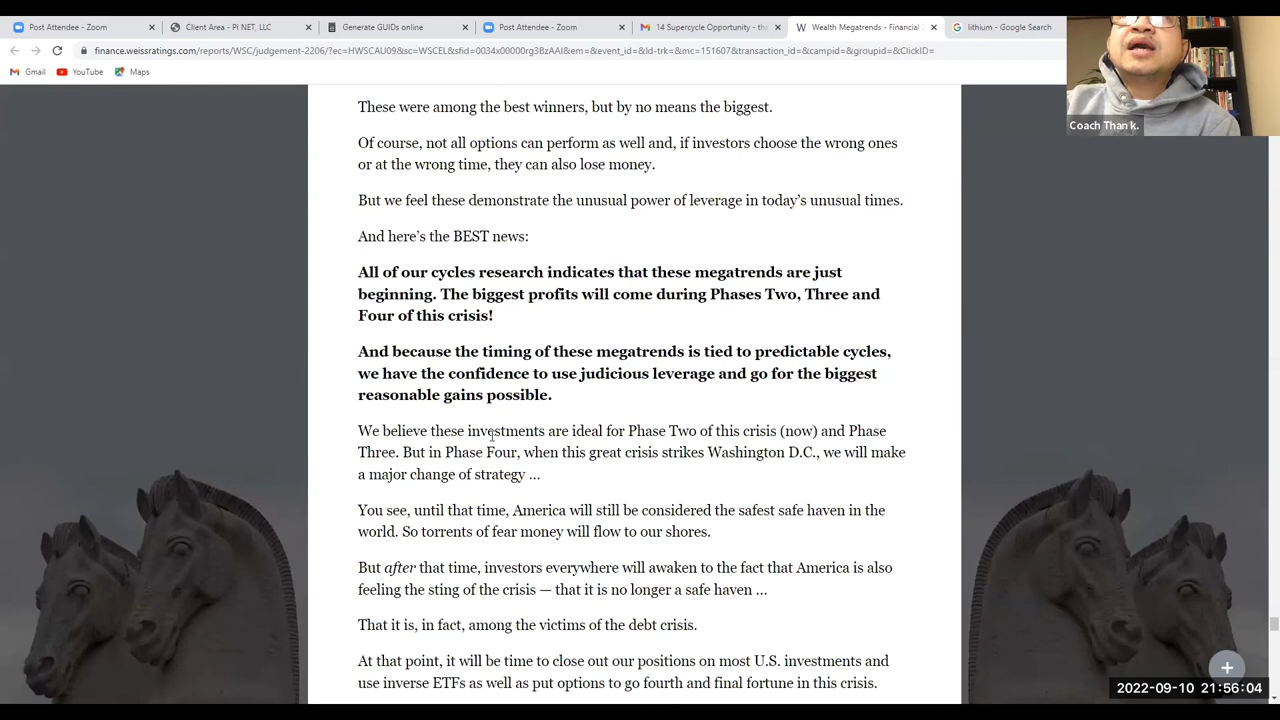 Post Attendee - Zoom
Client Area - Pi NET, LLC
Generate GUIDs online
Post Attendee - Zoom
14 Supercycle Opportunity - the
Wealth Megatrends - Financial
lithium - Google Search
finance.weissratings.com/reports/WSC/judgement-2206/?ec=HWSCAU09&sc=WSCEL&sfid=0034x00000rg3BzAAI&em=&event_id=&ld-trk=&mc=151607&transaction_id=&campid=&groupid=&ClickID=
Gmail
YouTube
Maps
Coach Than k.
These were among the best winners, but by no means the biggest.
Of course, not all options can perform as well and, if investors choose the wrong ones
or at the wrong time, they can also lose money.
But we feel these demonstrate the unusual power of leverage in today’s unusual times.
And here’s the BEST news:
All of our cycles research indicates that these megatrends are just
beginning. The biggest profits will come during Phases Two, Three and
Four of this crisis!
And because the timing of these megatrends is tied to predictable cycles,
we have the confidence to use judicious leverage and go for the biggest
reasonable gains possible.
We believe these investments are ideal for Phase Two of this crisis (now) and Phase
Three. But in Phase Four, when this great crisis strikes Washington D.C., we will make
a major change of strategy …
You see, until that time, America will still be considered the safest safe haven in the
world. So torrents of fear money will flow to our shores.
But after that time, investors everywhere will awaken to the fact that America is also
feeling the sting of the crisis — that it is no longer a safe haven …
That it is, in fact, among the victims of the debt crisis.
At that point, it will be time to close out our positions on most U.S. investments and
use inverse ETFs as well as put options to go fourth and final fortune in this crisis.
2022-09-10 21:56:04